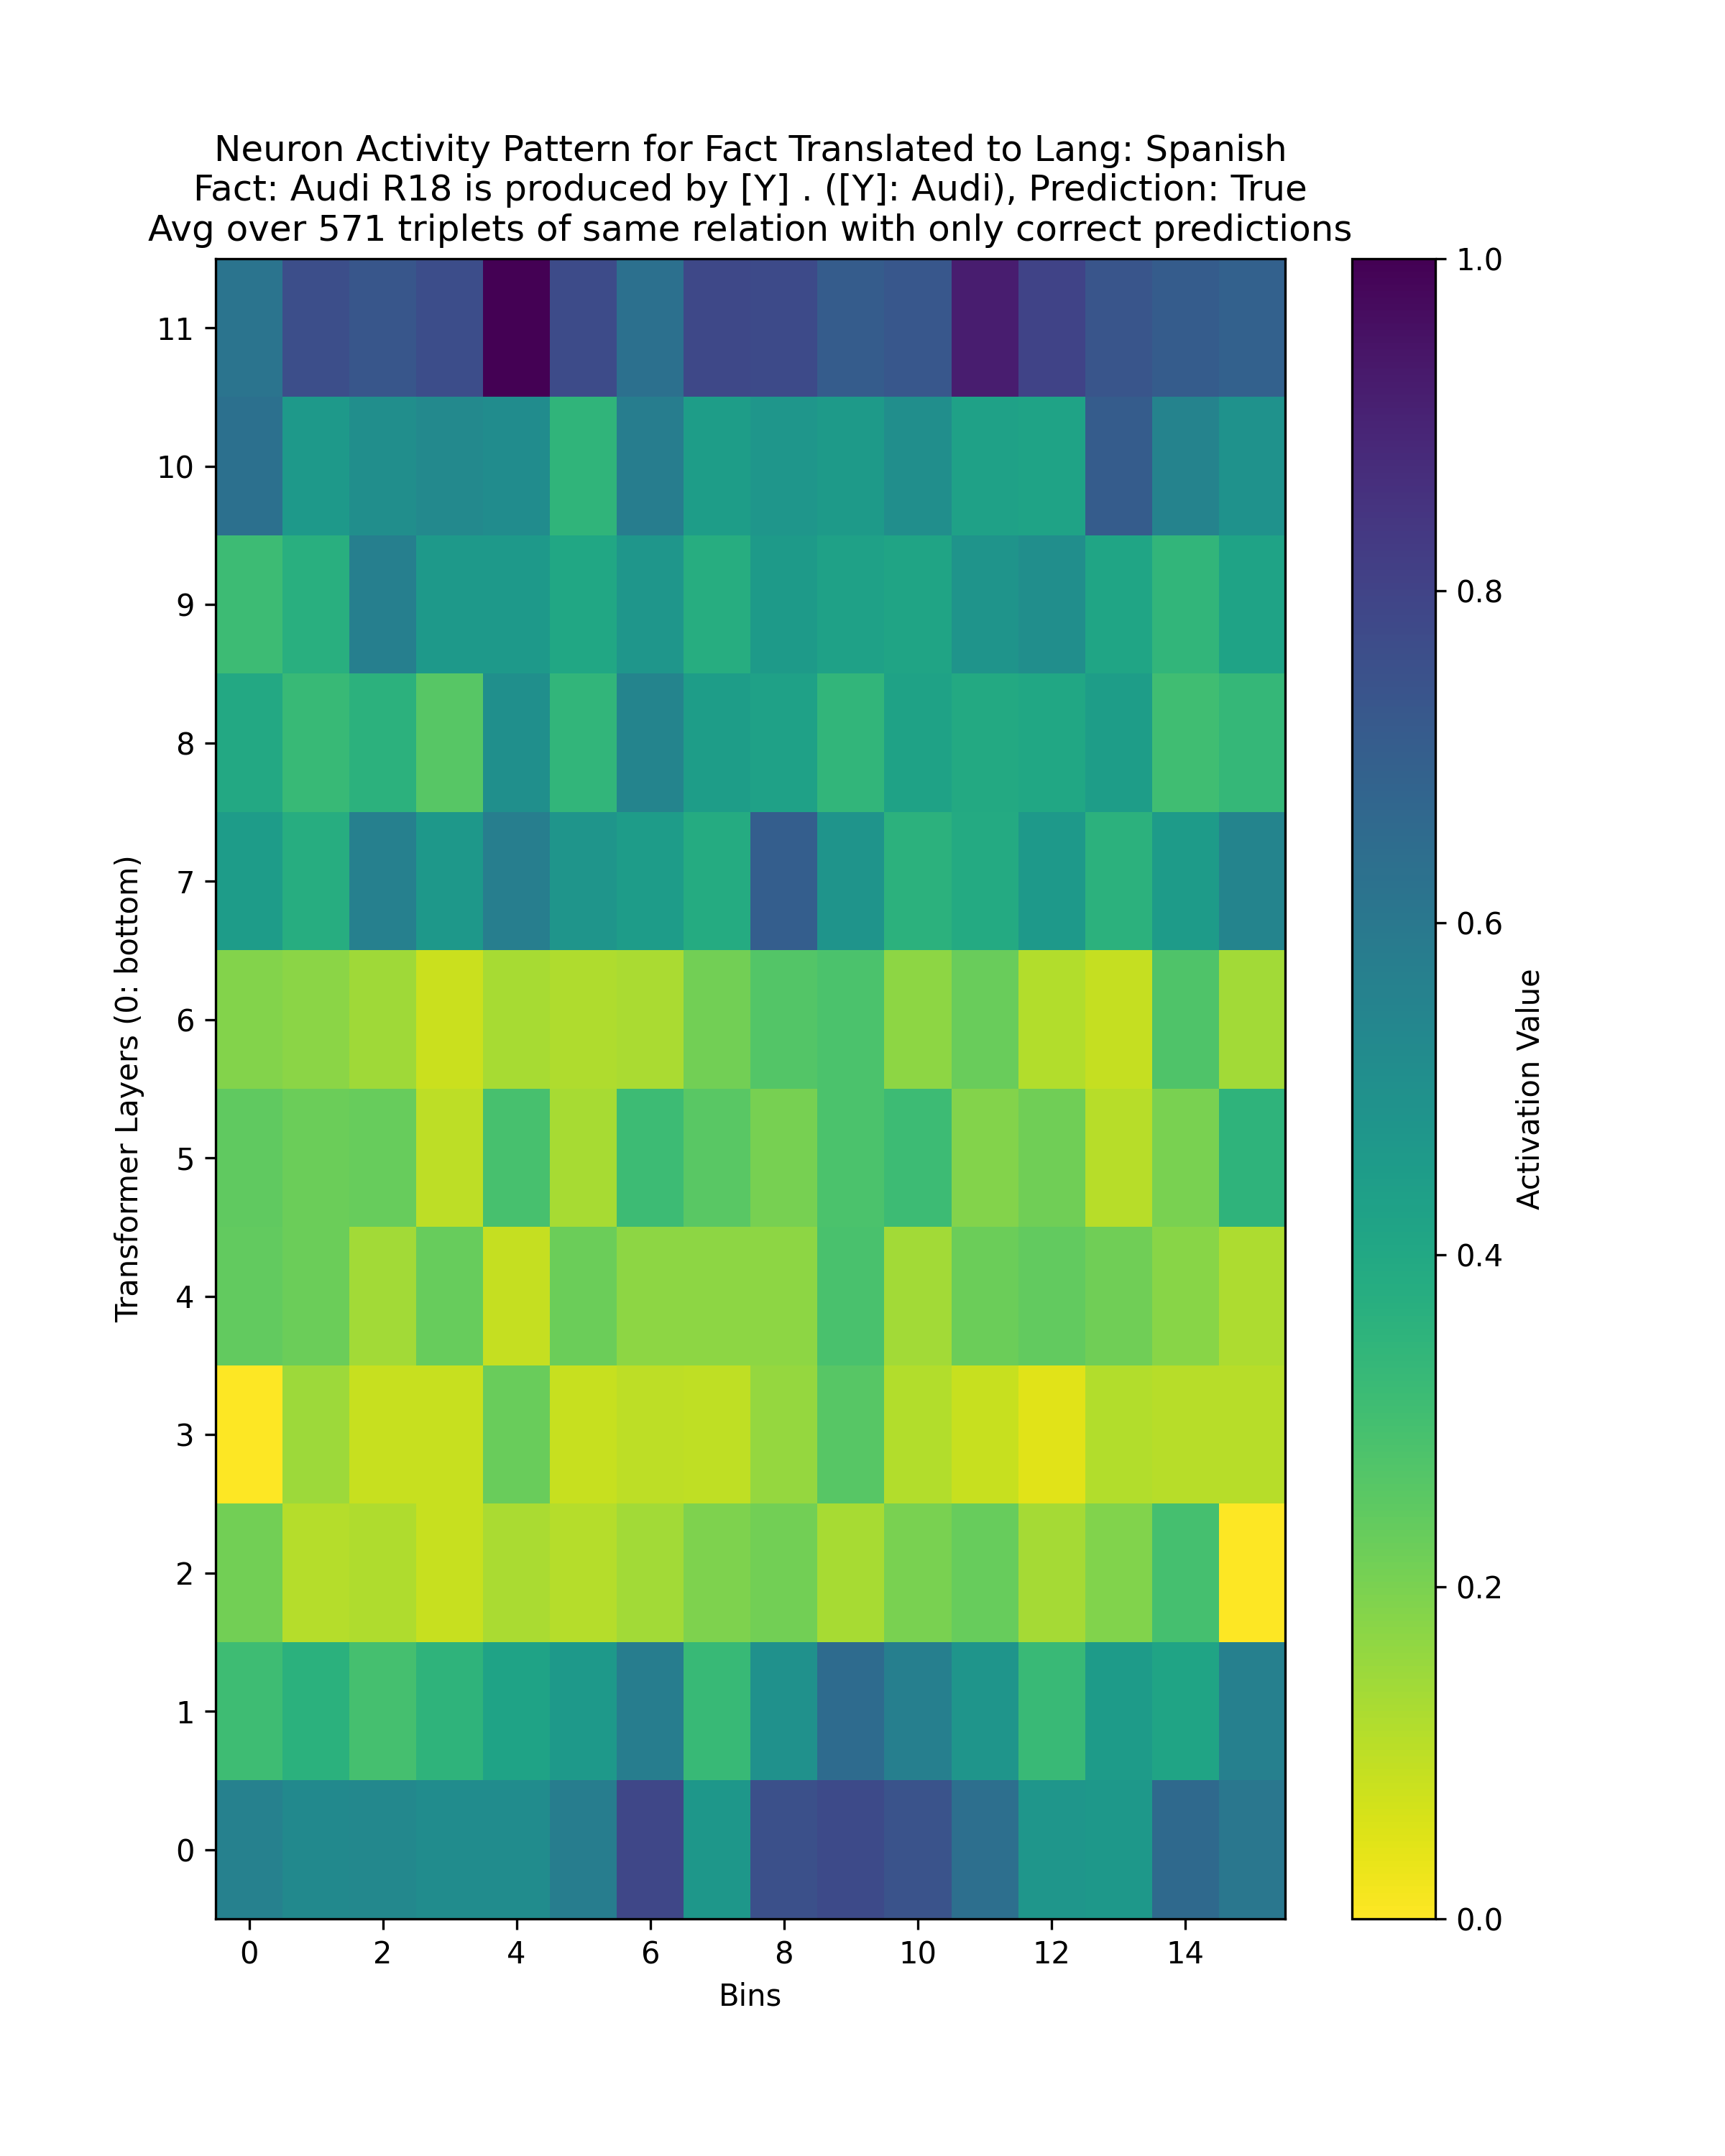 Neuron Activity Pattern for Fact Translated to Lang: Spanish
Fact: Audi R18 is produced by [Y] . ([Y]: Audi), Prediction: True
Avg over 571 triplets of same relation with only correct predictions
Transformer Layers (0: bottom)
11
10
9
8
7
6
5
4
3
2
1
0
0 2 4 6 8 10 12 14
Bins
1.0
0.8
0.6
0.4
0.2
0.0
Activation Value